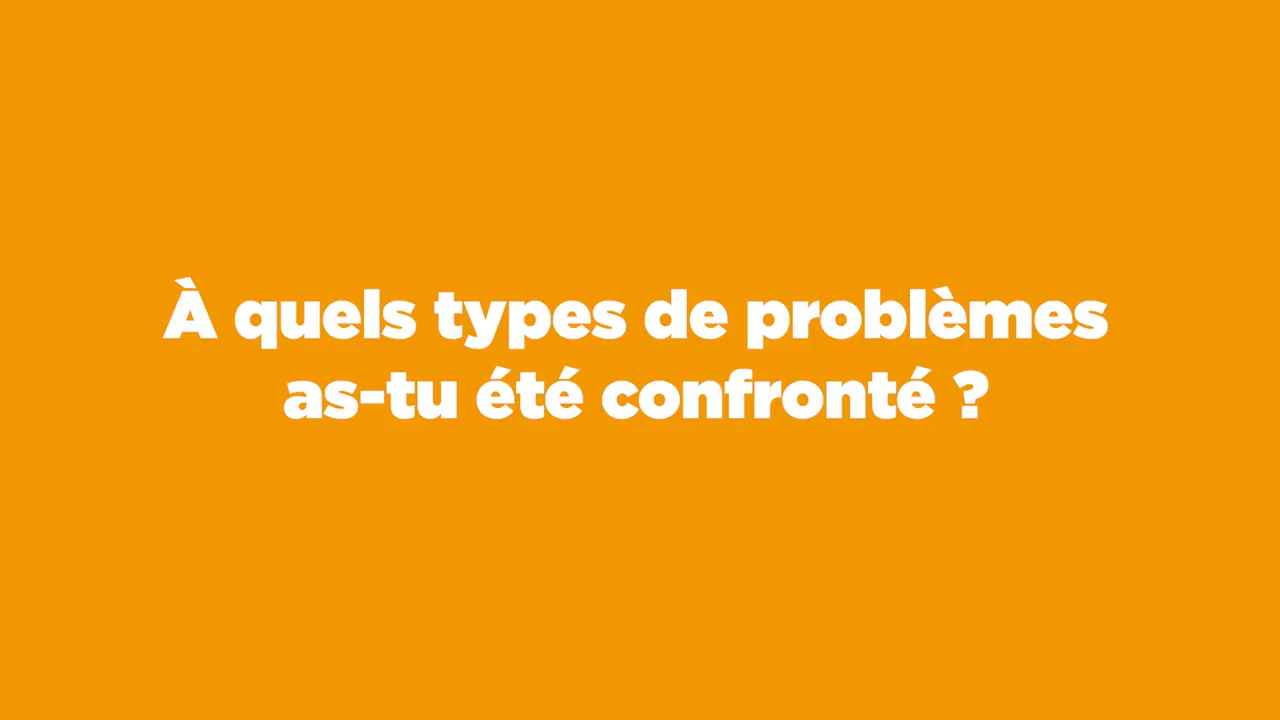 À quels types de problèmes
as-tu été confronté ?